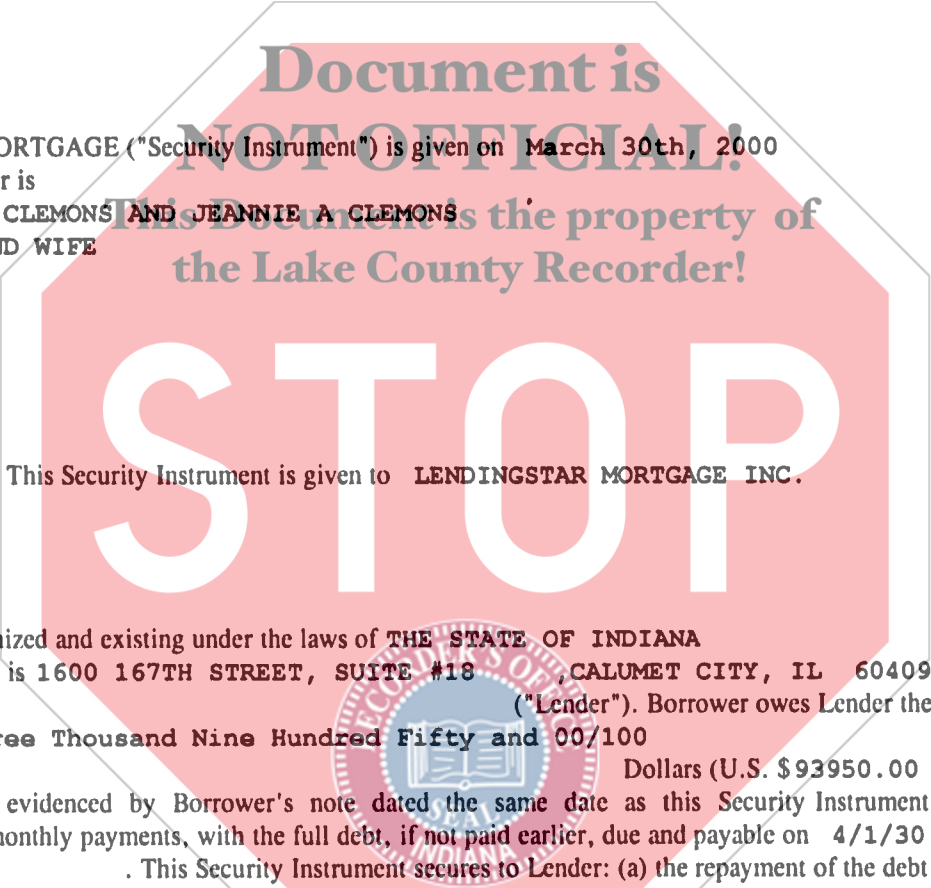 Document is
NOT OFFICIAL!
ORTGAGE ("Security Instrument") is given on March 30th, 2000
r is
CLEMONS AND JEANNIE A CLEMONS
This Document is the property of
D WIFE
the Lake County Recorder!
STOP
This Security Instrument is given to LENDINGSTAR MORTGAGE INC.
nized and existing under the laws of THE STATE OF INDIANA
is 1600 167TH STREET, SUITE #18 ,CALUMET CITY, IL 60409
("Lender"). Borrower owes Lender the
ree Thousand Nine Hundred Fifty and 00/100
Dollars (U.S. $93950.00
evidenced by Borrower's note dated the same date as this Security Instrument
monthly payments, with the full debt, if not paid earlier, due and payable on 4/1/30
. This Security Instrument secures to Lender: (a) the repayment of the debt
RECORDER'S OFFICE
SEAL
INDIANA